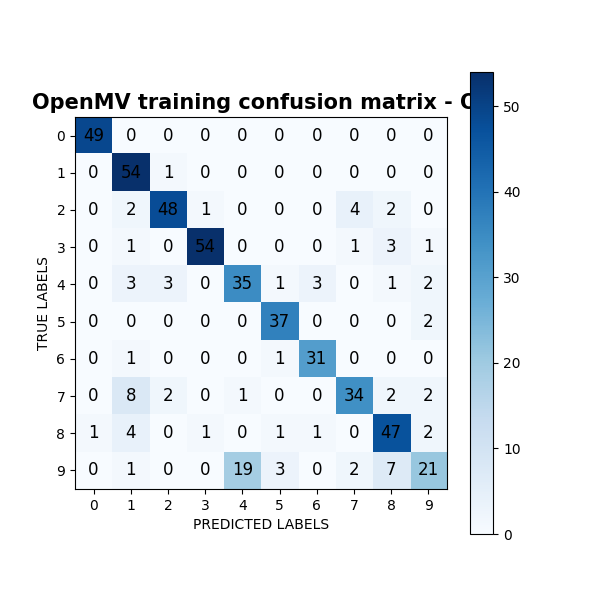 OpenMV training confusion matrix -
0 49 0 0 0 0 0 0 0 0 0
1 0 54 1 0 0 0 0 0 0 0
2 0 2 48 1 0 0 0 4 2 0
3 0 1 0 54 0 0 0 1 3 1
4 0 3 3 0 35 1 3 0 1 2
5 0 0 0 0 0 37 0 0 0 2
6 0 1 0 0 0 1 31 0 0 0
7 0 8 2 0 1 0 0 34 2 2
8 1 4 0 1 0 1 1 0 47 2
9 0 1 0 0 19 3 0 2 7 21
0 1 2 3 4 5 6 7 8 9
TRUE LABELS
PREDICTED LABELS
50
40
30
20
10
0